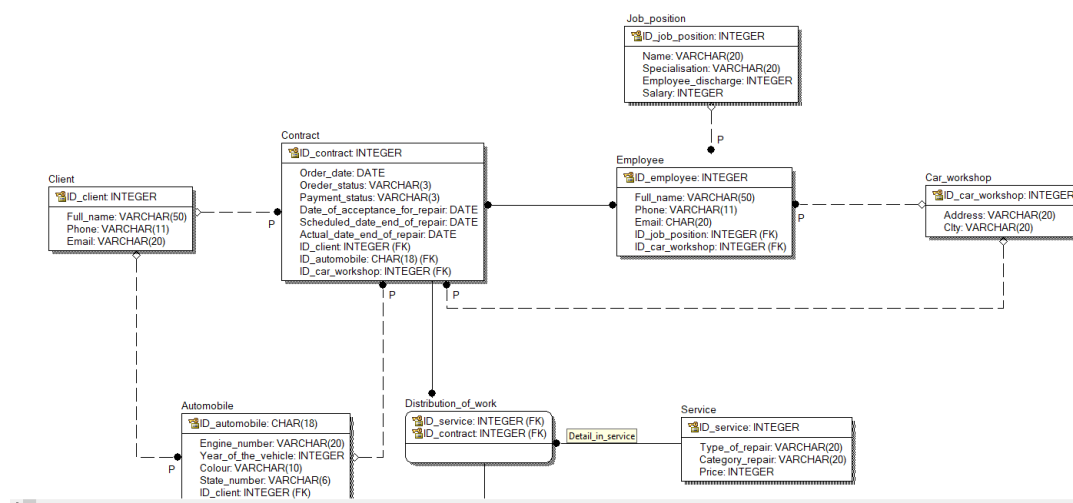 Job_position
ID_job_position: INTEGER
Name: VARCHAR(20)
Specialisation: VARCHAR(20)
Employee_discharge: INTEGER
Salary: INTEGER
P
Contract
ID_contract: INTEGER
Order_date: DATE
Oreder_status: VARCHAR(3)
Payment_status: VARCHAR(3)
Date_of_acceptance_for_repair: DATE
Scheduled_date_end_of_repair: DATE
Actual_date_end_of_repair: DATE
ID_client: INTEGER (FK)
ID_automobile: CHAR(18) (FK)
ID_car_workshop: INTEGER (FK)
Employee
ID_employee: INTEGER
Full_name: VARCHAR(50)
Phone: VARCHAR(11)
Email: CHAR(20)
ID_job_position: INTEGER (FK)
ID_car_workshop: INTEGER (FK)
Client
ID_client: INTEGER
Full_name: VARCHAR(50)
Phone: VARCHAR(11)
Email: VARCHAR(20)
P
P
Car_workshop
ID_car_workshop: INTEGER
Address: VARCHAR(20)
CIty: VARCHAR(20)
P
P
Automobile
ID_automobile: CHAR(18)
Engine_number: VARCHAR(20)
Year_of_the_vehicle: INTEGER
Colour: VARCHAR(10)
State_number: VARCHAR(6)
ID_client: INTEGER (FK)
P
Distribution_of_work
ID_service: INTEGER (FK)
ID_contract: INTEGER (FK)
Detail_in_service
Service
ID_service: INTEGER
Type_of_repair: VARCHAR(20)
Category_repair: VARCHAR(20)
Price: INTEGER